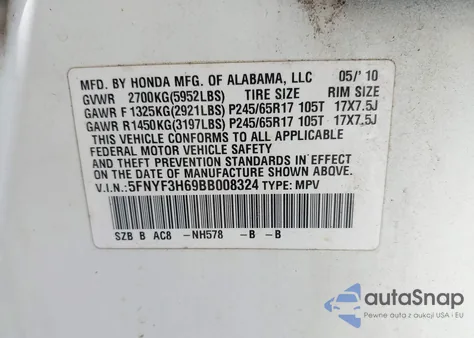 MFD. BY HONDA MFG. OF ALABAMA, LLC 05/'10
GVWR 2700KG(5952LBS) TIRE SIZE RIM SIZE
GAWR F 1325KG(2921LBS) P245/65R17 105T 17X7.5J
GAWR R1450KG(3197LBS) P245/65R17 105T 17X7.5J
THIS VEHICLE CONFORMS TO ALL APPLICABLE
FEDERAL MOTOR VEHICLE SAFETY
AND THEFT PREVENTION STANDARDS IN EFFECT
ON THE DATE OF MANUFACTURE SHOWN ABOVE.
V.I.N.: 5FNYF3H69BB008324 TYPE: MPV
SZB B AC8 -NH578 -B -B
autoSnap
Pewne auta z aukcji USA - EU